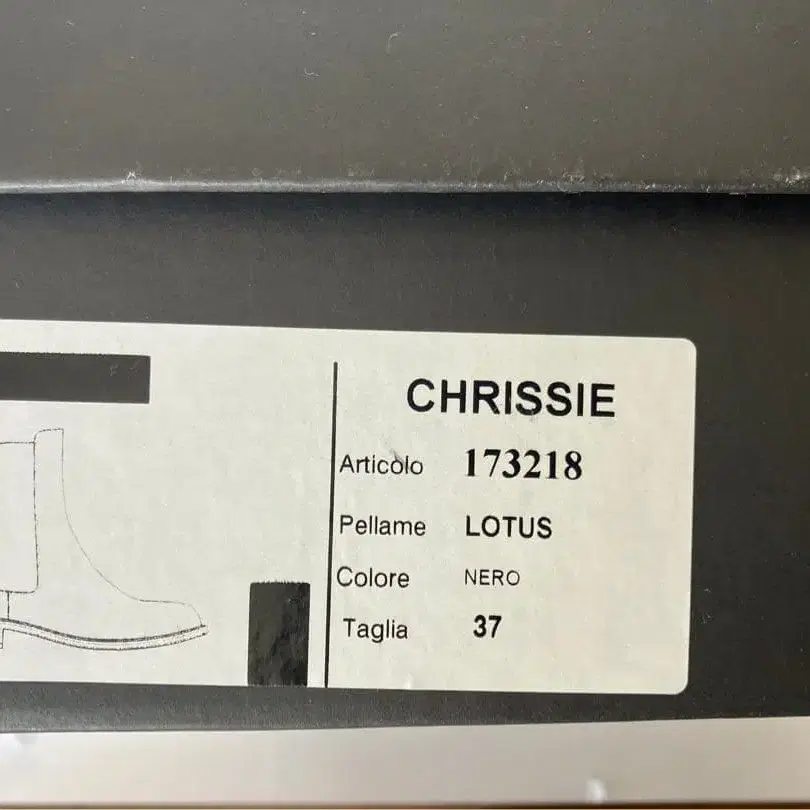 CHRISSIE
Articolo 173218
Pellame LOTUS
Colore NERO
Taglia 37